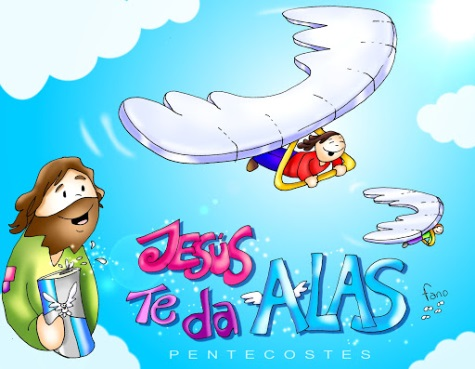 JESÚS
Te da ALAS
fano
PENTECOSTES